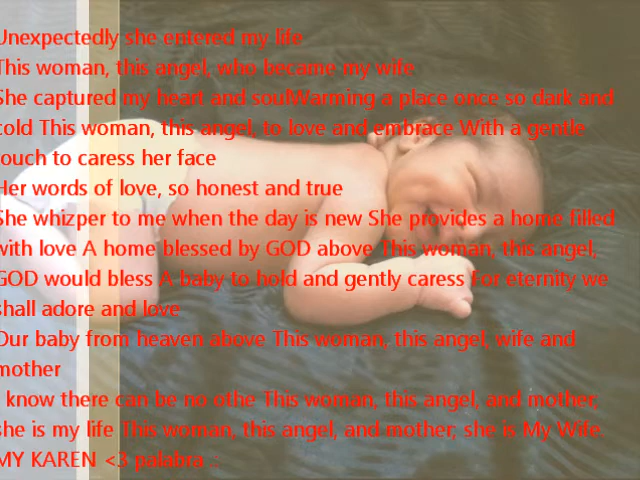 Unexpectedly she entered my life
This woman, this angel, who became my wife
She captured my heart and soulWarming a place once so dark and
cold This woman, this angel, to love and embrace With a gentle
touch to caress her face
Her words of love, so honest and true
She whizper to me when the day is new She provides a home filled
with love A home blessed by GOD above This woman, this angel,
GOD would bless A baby to hold and gently caress For eternity we
shall adore and love
Our baby from heaven above This woman, this angel, wife and
mother
I know there can be no othe This woman, this angel, and mother,
she is my life This woman, this angel, and mother, she is My Wife.
MY KAREN <3 palabra ::